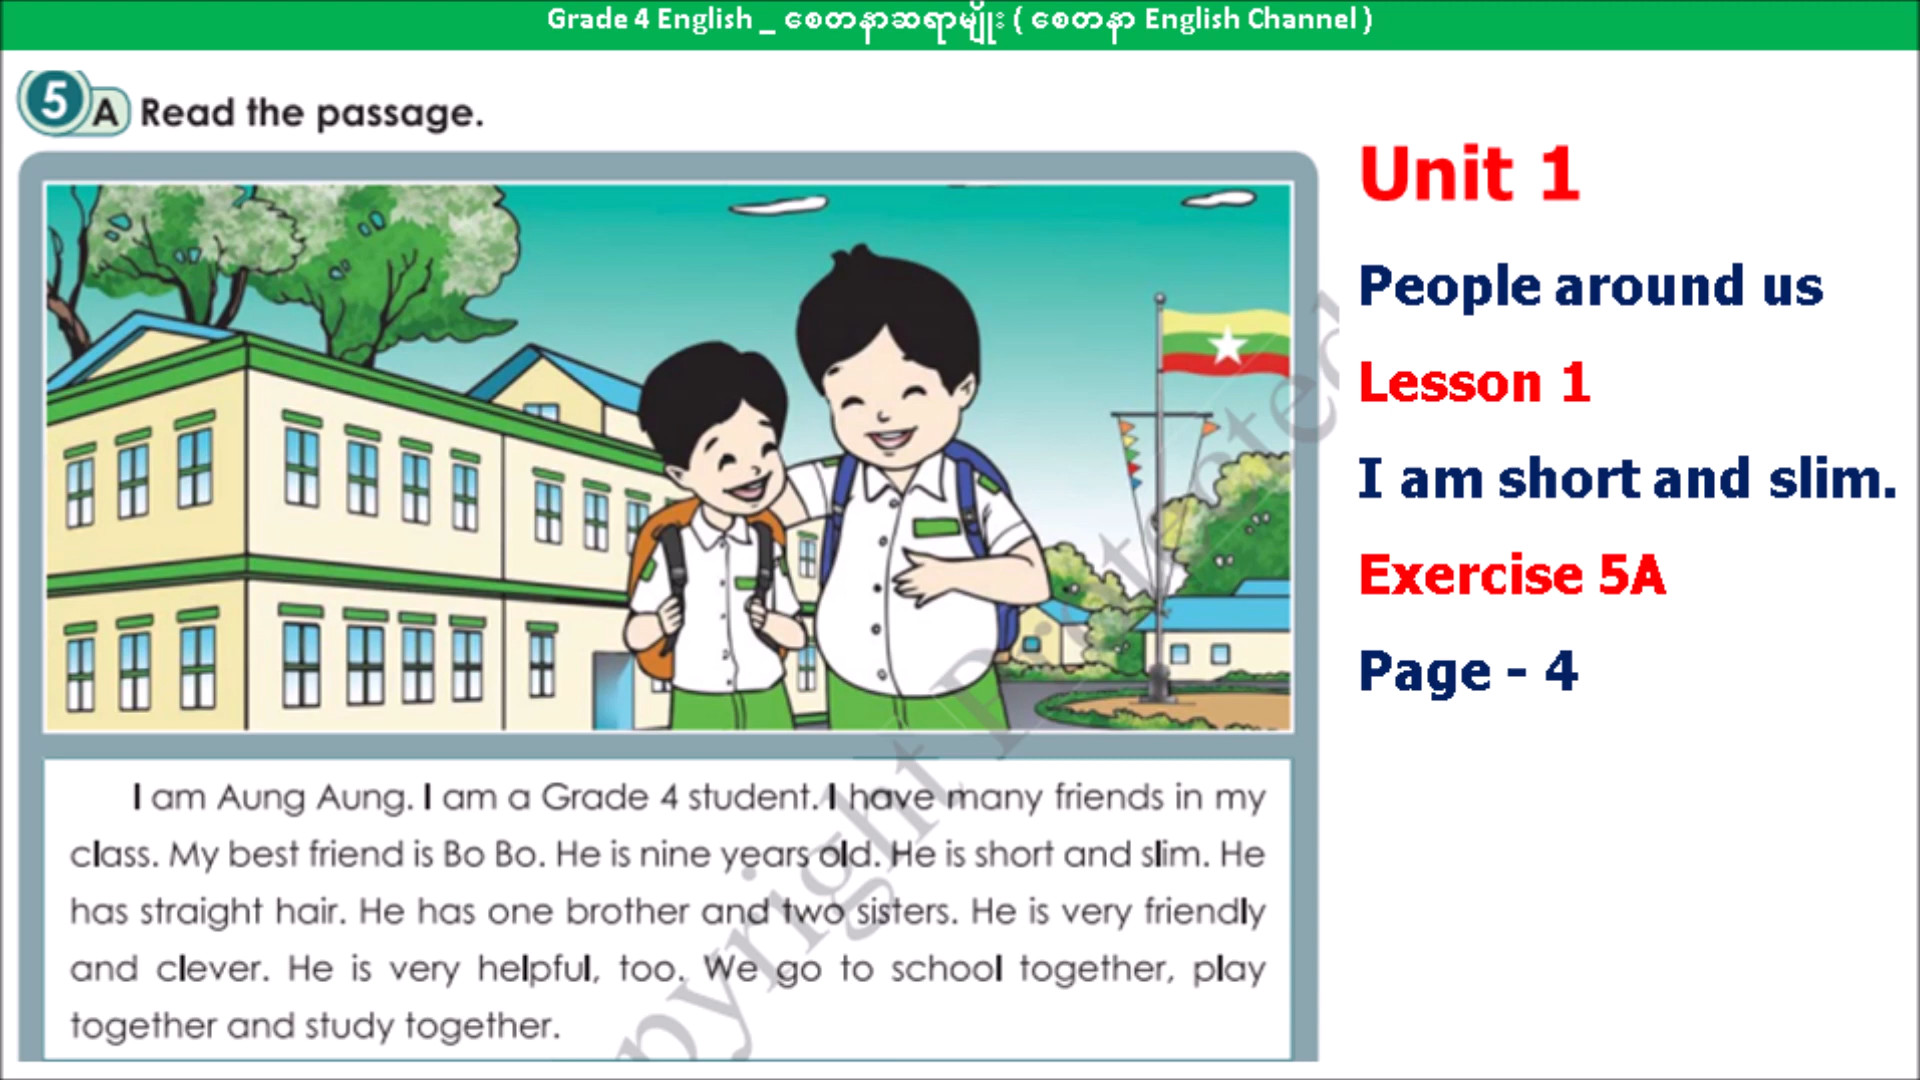 Grade 4 English _ စေတနာဆရာမျိုး ( စေတနာ English Channel )
5 A Read the passage.
I am Aung Aung. I am a Grade 4 student. I have many friends in my
class. My best friend is Bo Bo. He is nine years old. He is short and slim. He
has straight hair. He has one brother and two sisters. He is very friendly
and clever. He is very helpful, too. We go to school together, play
together and study together.
Unit 1
People around us
Lesson 1
I am short and slim.
Exercise 5A
Page - 4